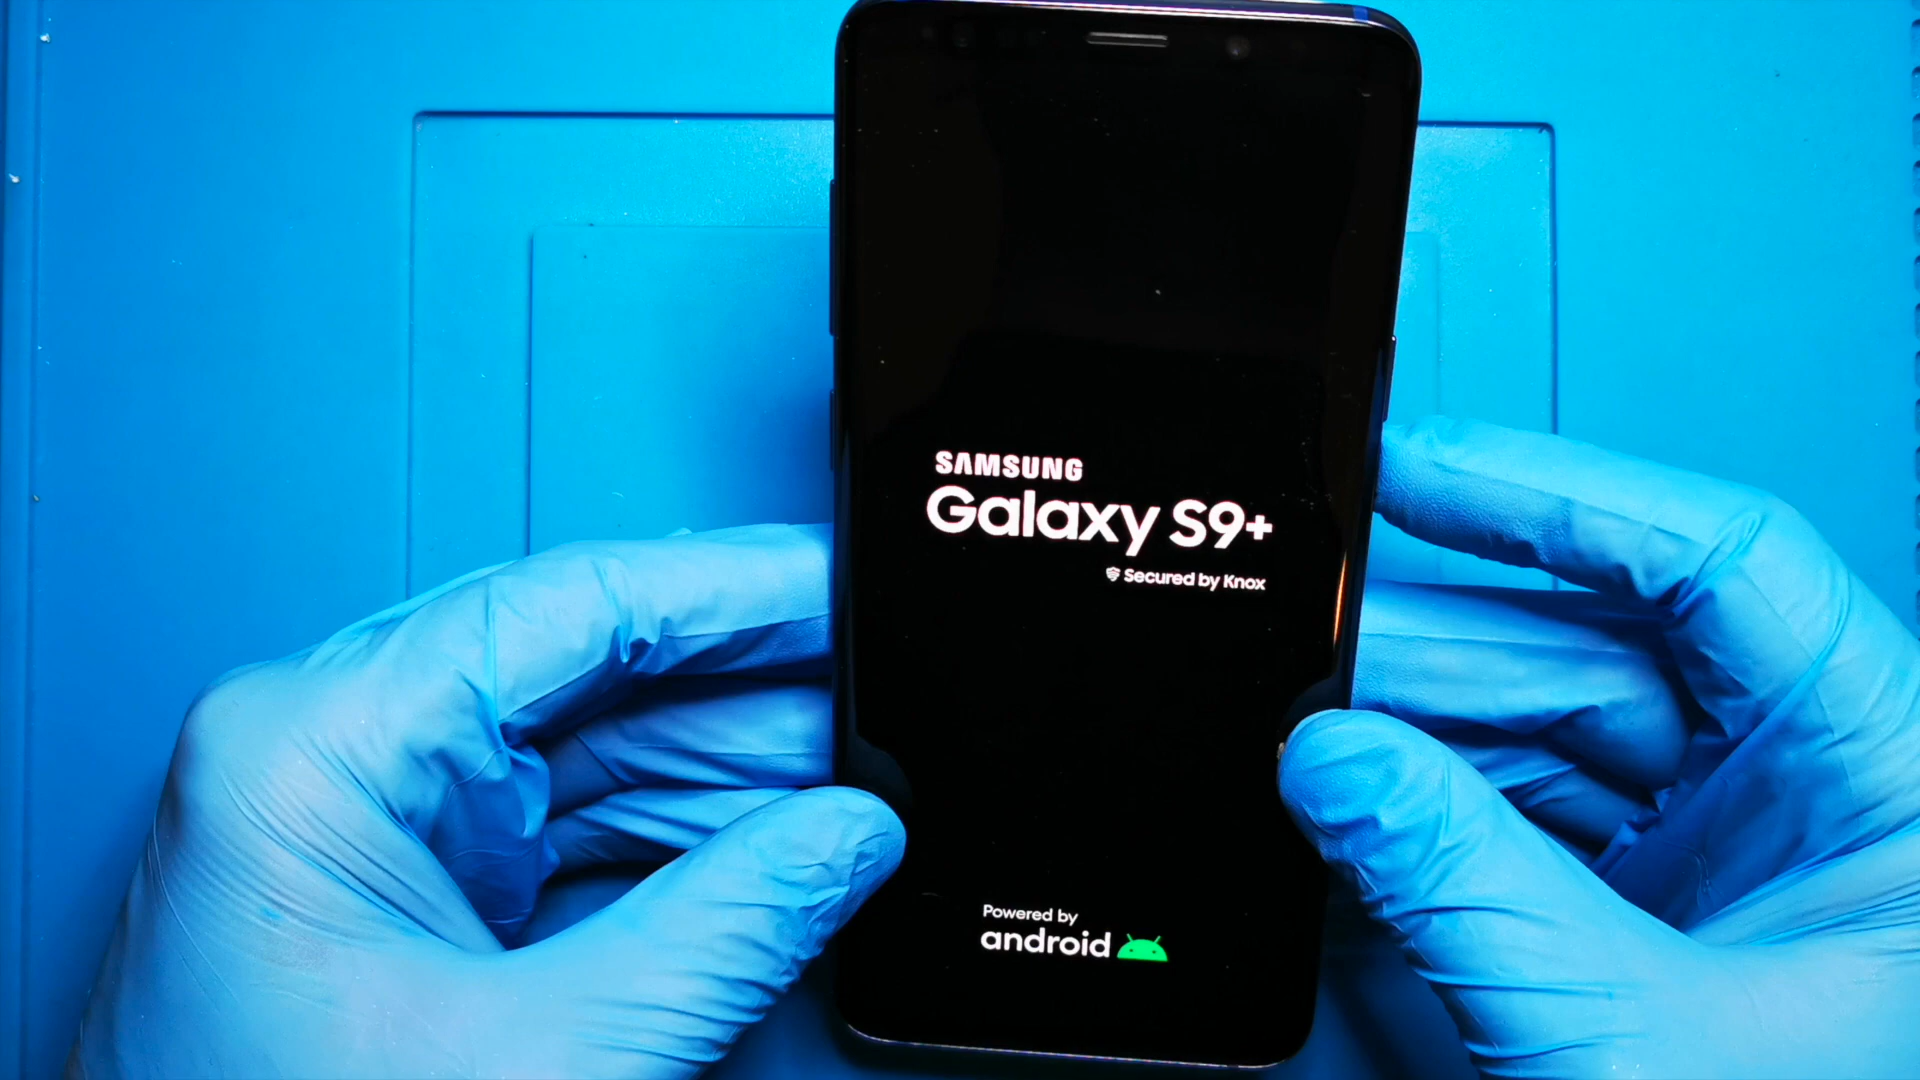 SAMSUNG
Galaxy S9+
Secured by Knox
Powered by
android